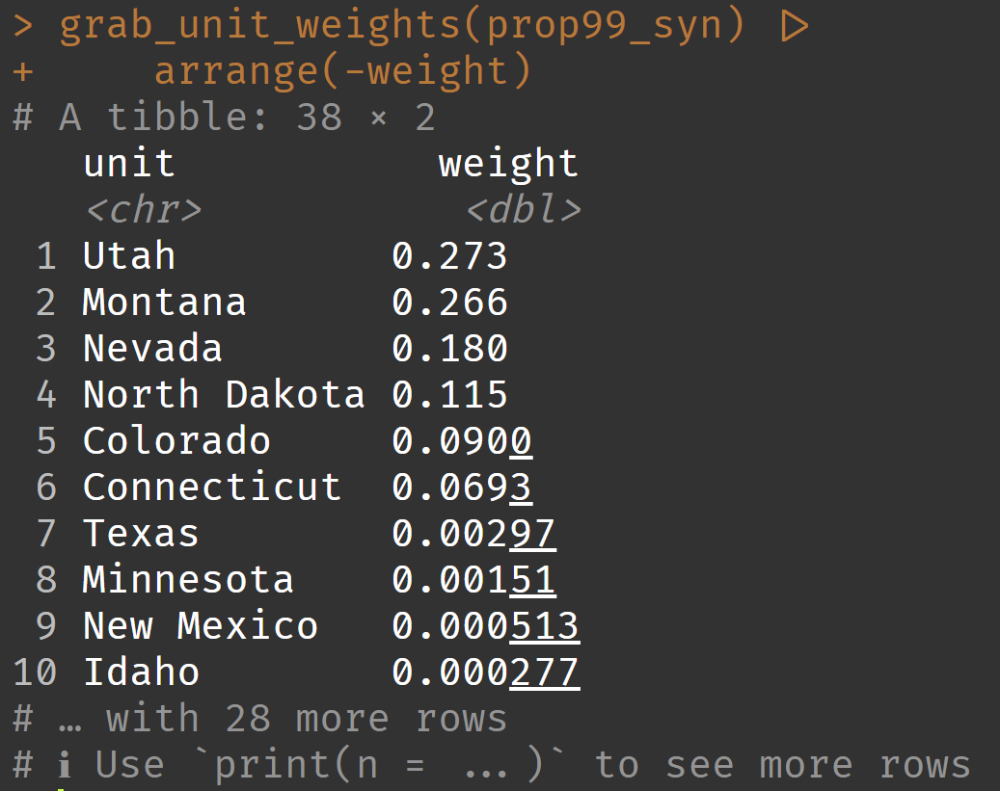 > grab_unit_weights(prop99_syn) |>
+     arrange(-weight)
# A tibble: 38 × 2
   unit           weight
   <chr>           <dbl>
 1 Utah         0.273
 2 Montana      0.266
 3 Nevada       0.180
 4 North Dakota 0.115
 5 Colorado     0.0900
 6 Connecticut  0.0693
 7 Texas        0.00297
 8 Minnesota    0.00151
 9 New Mexico   0.000513
10 Idaho        0.000277
# … with 28 more rows
# ℹ Use `print(n = ...)` to see more rows